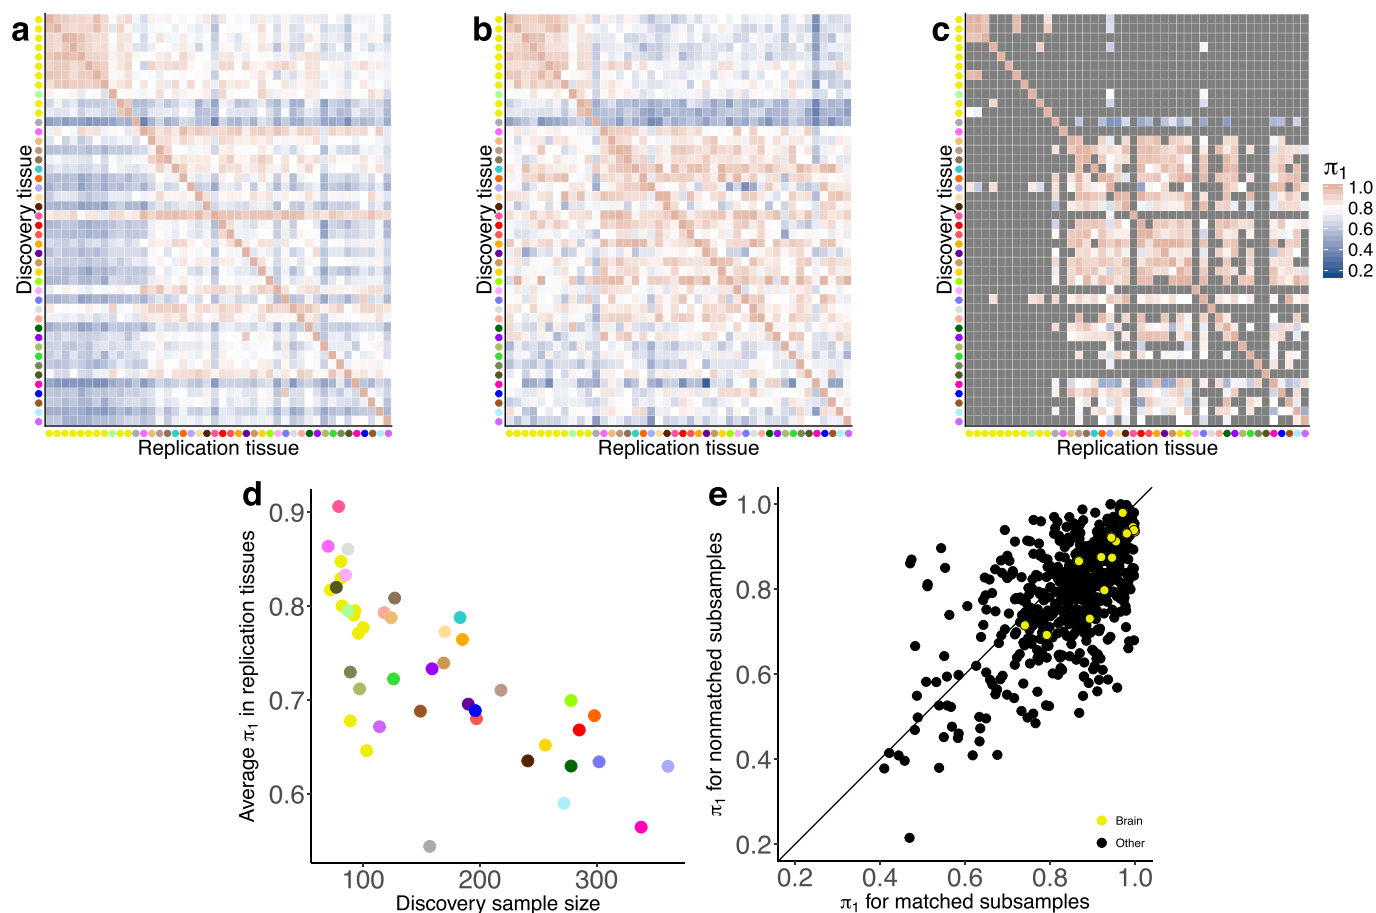 a
b
c
Discovery tissue
Discovery tissue
Discovery tissue
Replication tissue
Replication tissue
Replication tissue
π1
1.0
0.8
0.6
0.4
0.2
d
Average π1 in replication tissues
0.9
0.8
0.7
0.6
100
200
300
Discovery sample size
e
π1 for nonmatched subsamples
1.0
0.8
0.6
0.4
0.2
Brain
Other
0.2
0.4
0.6
0.8
1.0
π1 for matched subsamples